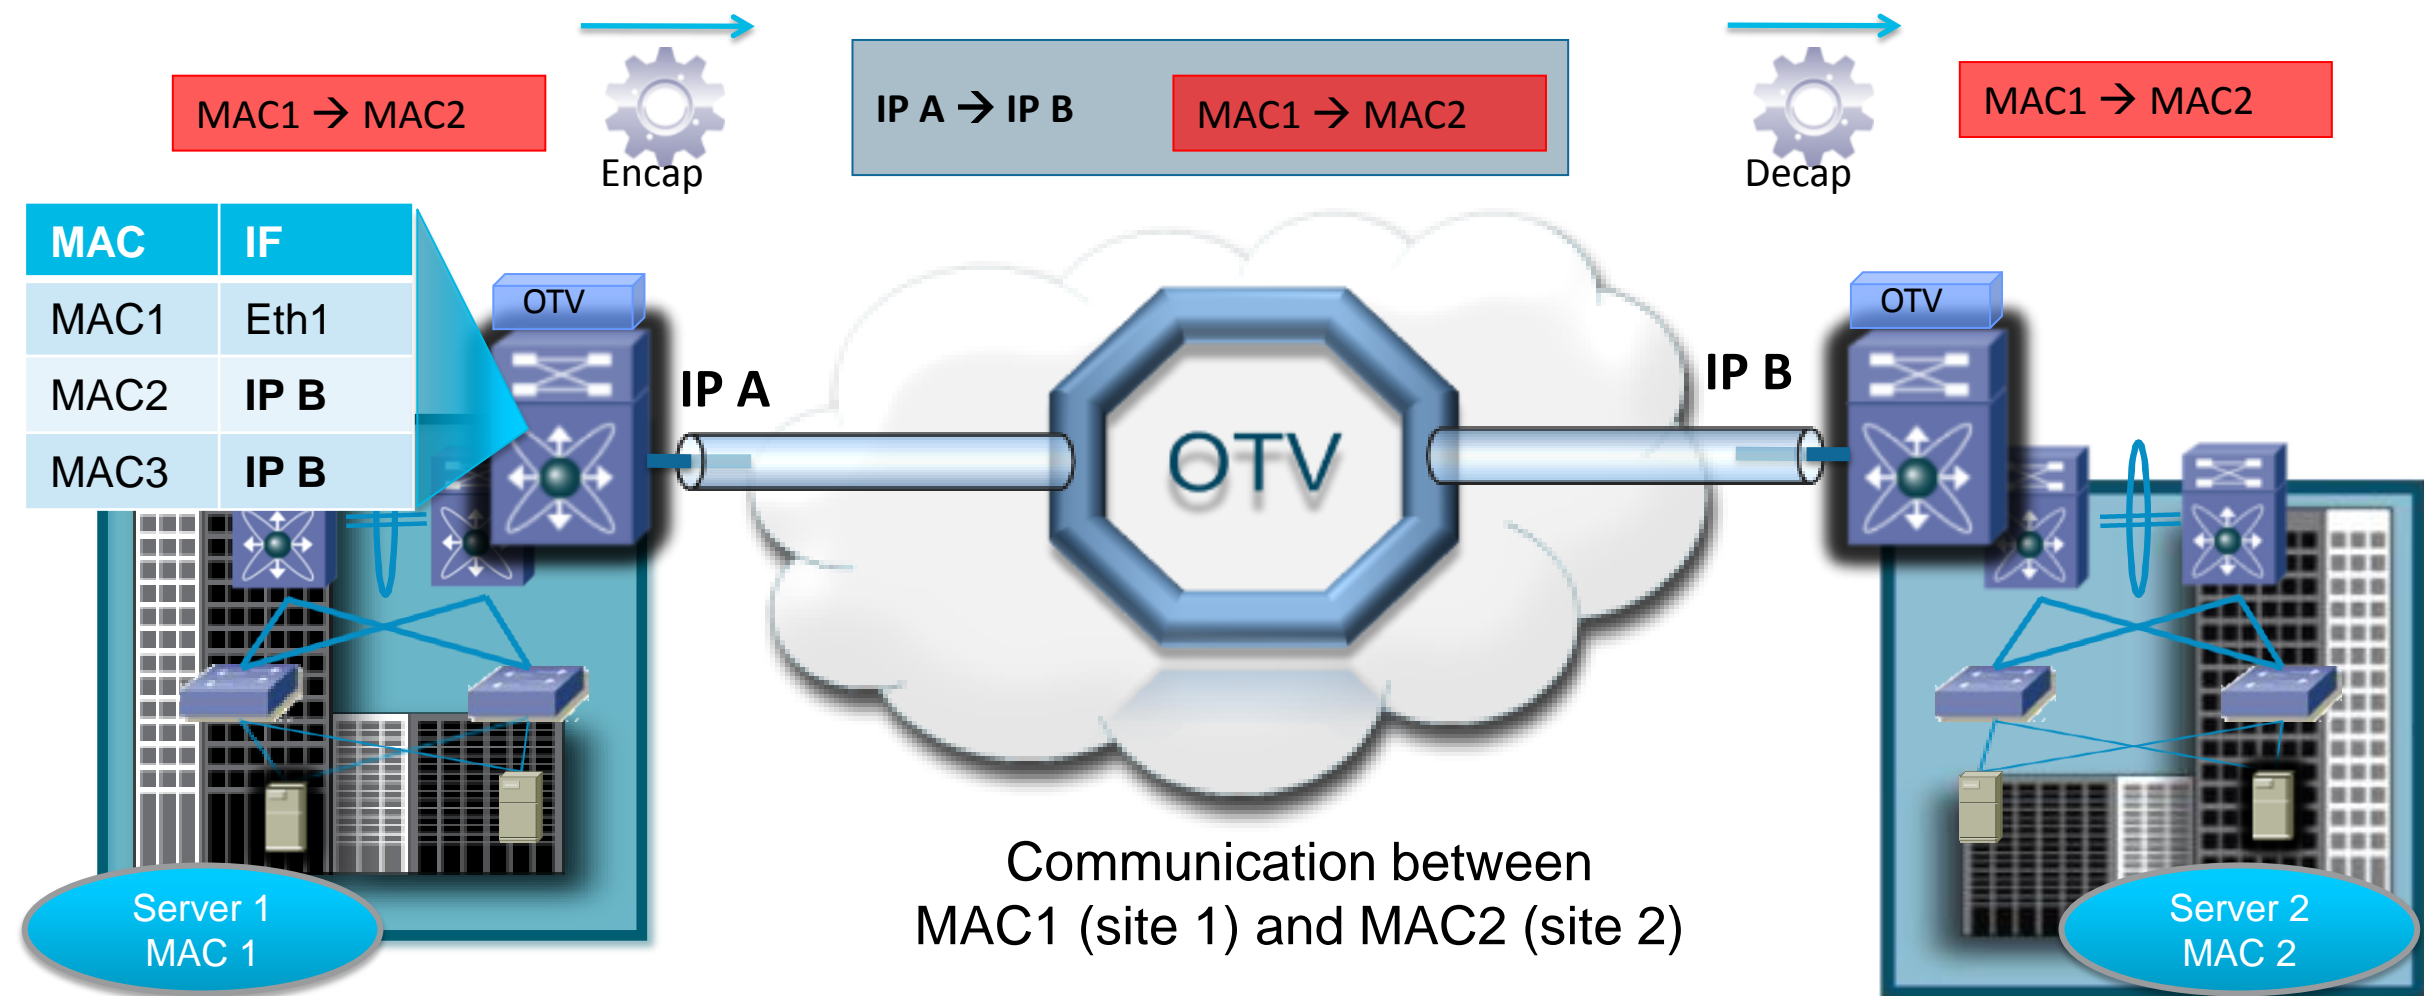 MAC1 → MAC2
Encap
IP A → IP B
MAC1 → MAC2
Decap
MAC1 → MAC2
MAC IF
MAC1 Eth1
MAC2 IP B
MAC3 IP B
OTV
IP A
OTV
IP B
OTV
Communication between
MAC1 (site 1) and MAC2 (site 2)
Server 1
MAC 1
Server 2
MAC 2